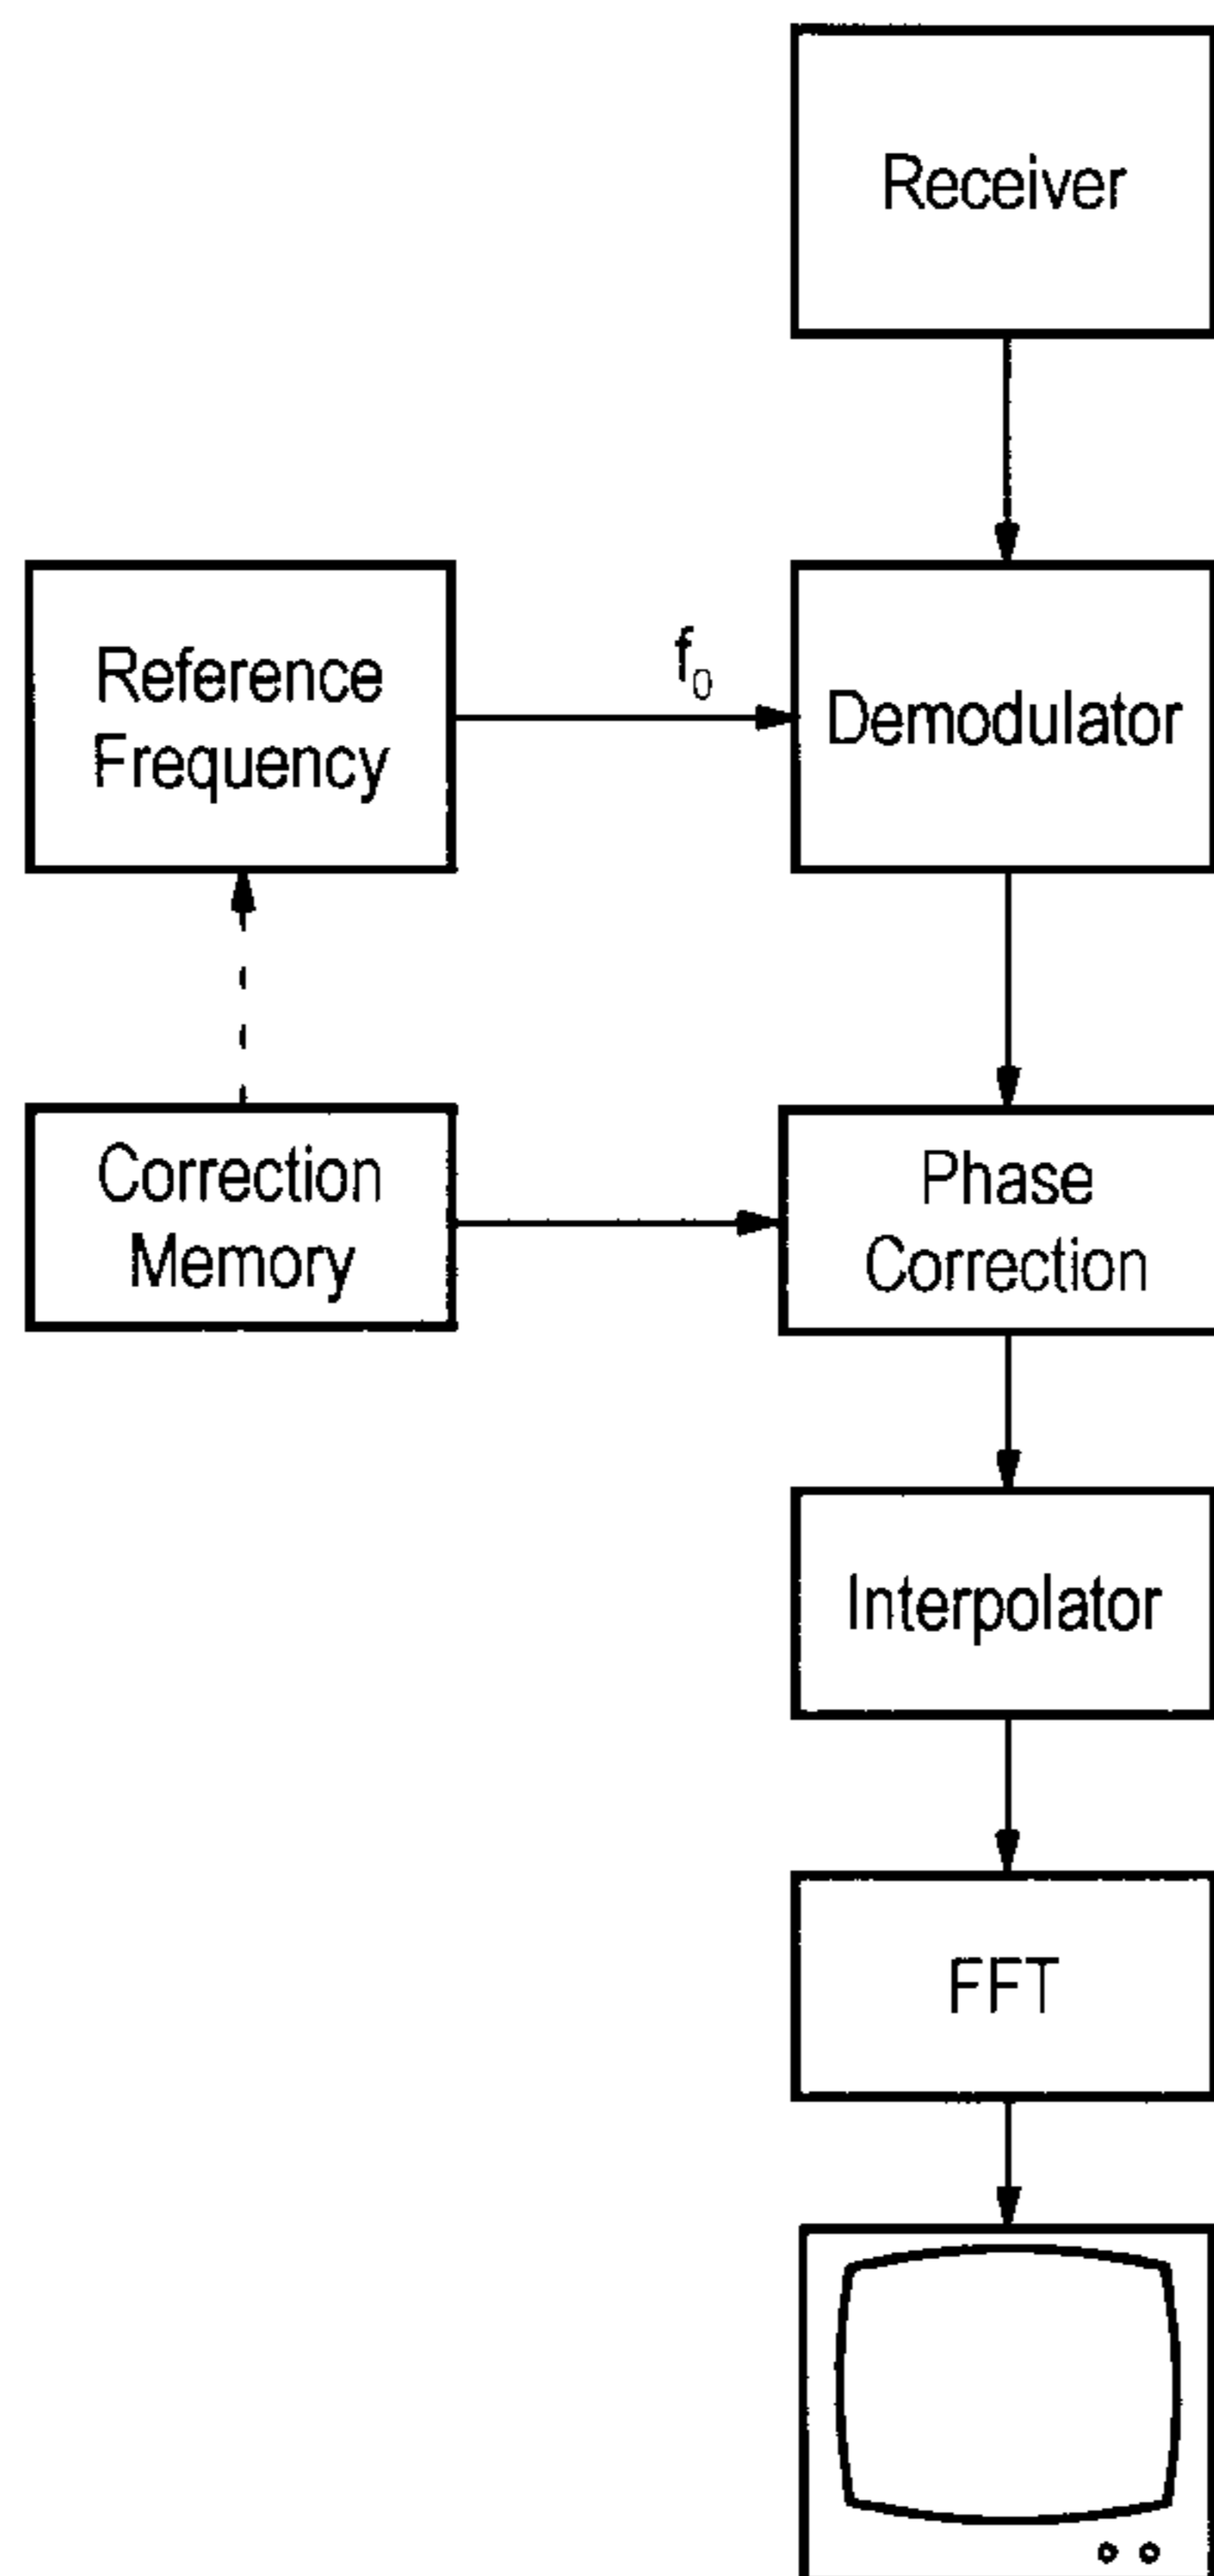 Receiver
Reference
Frequency
f₀
Demodulator
Correction
Memory
Phase
Correction
Interpolator
FFT